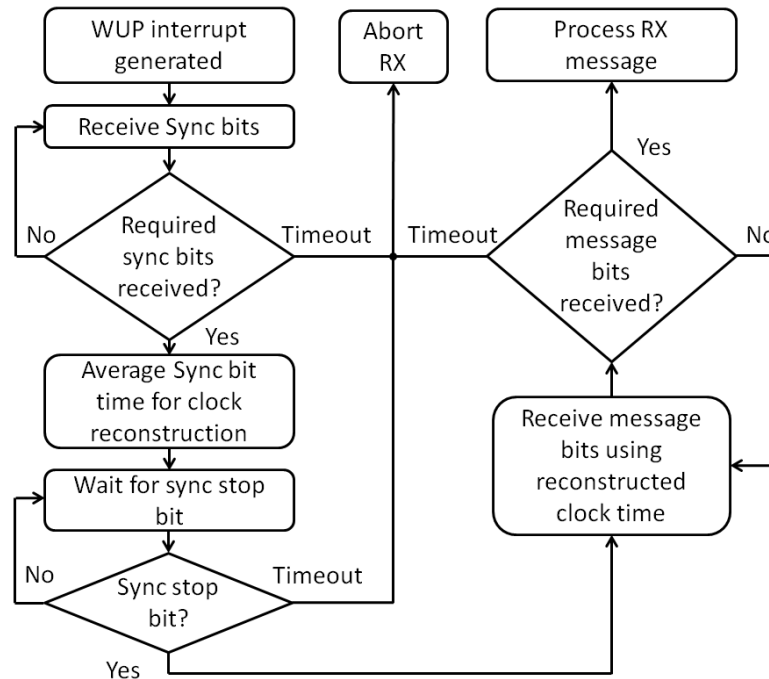 WUP interrupt
generated
Receive Sync bits
No
Required
sync bits
received?
Timeout
Yes
Average Sync bit
time for clock
reconstruction
Wait for sync stop
bit
No
Sync stop
bit?
Timeout
Yes
Abort
RX
Process RX
message
Yes
Timeout
Required
message
bits
received?
No
Receive message
bits using
reconstructed
clock time